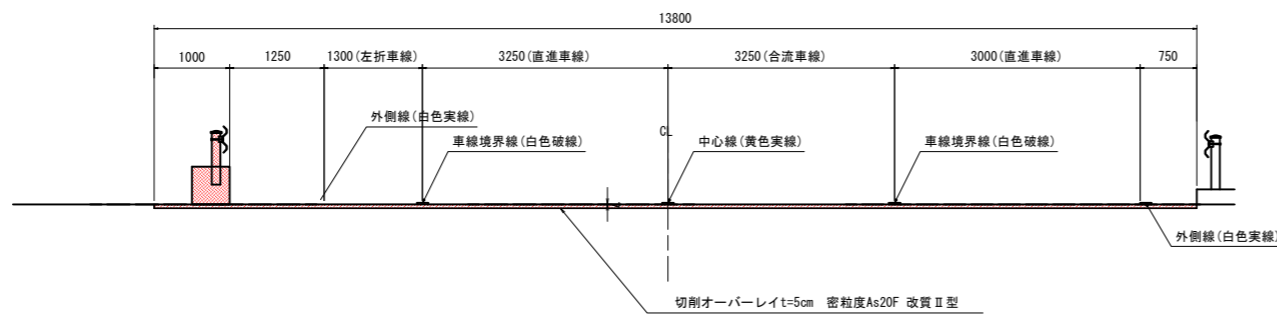 13800
1000
1250
1300(左折車線)
3250(直進車線)
3250(合流車線)
3000(直進車線)
750
外側線(白色実線)
CL
車線境界線(白色破線)
中心線(黄色実線)
車線境界線(白色破線)
外側線(白色実線)
切削オーバーレイt=5cm 密粒度As20F 改質Ⅱ型